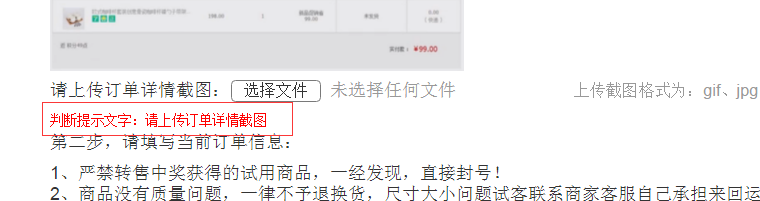 请上传订单详情截图： 选择文件 未选择任何文件 上传截图格式为：gif、jpg
判断提示文字：请上传订单详情截图
第二步，请填写当前订单信息：
1、严禁转售中奖获得的试用商品，一经发现，直接封号！
2、商品没有质量问题，一律不予退换货，尺寸大小问题试客联系商家客服自己承担来回运